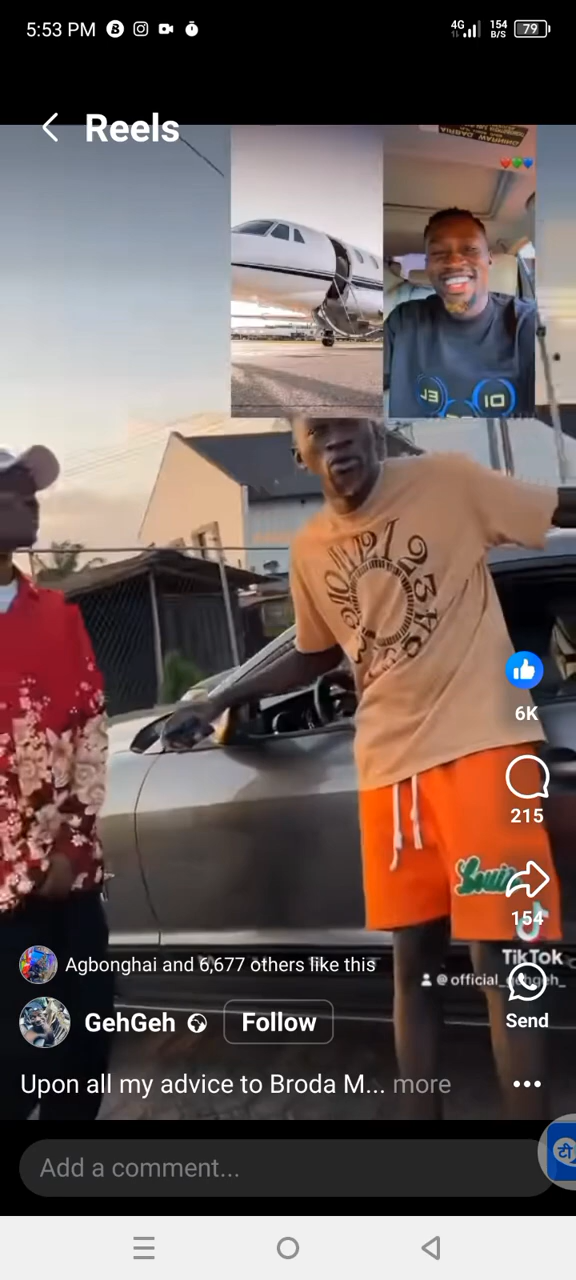 5:53 PM
4G
154
B/S
79
Reels
6K
215
154
TikTok
Agbonghai and 6,677 others like this
@official_gehgeh_
GehGeh
Follow
Send
Upon all my advice to Broda M... more
Add a comment...
टी